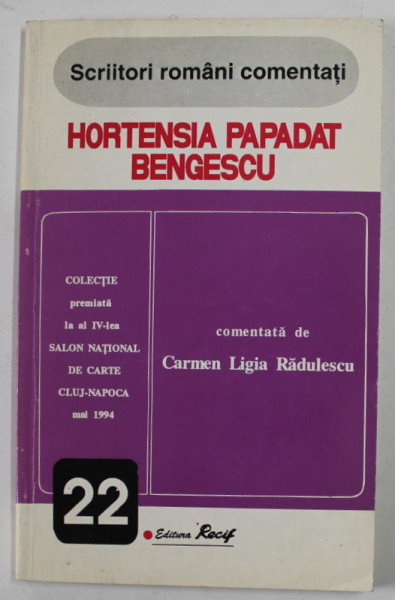 Scriitori români comentați
HORTENSIA PAPADAT
BENGESCU
COLECȚIE
premiată
la al IV-lea
SALON NAȚIONAL
DE CARTE
CLUJ-NAPOCA
mai 1994
comentată de
Carmen Ligia Rădulescu
22
Editura Recif